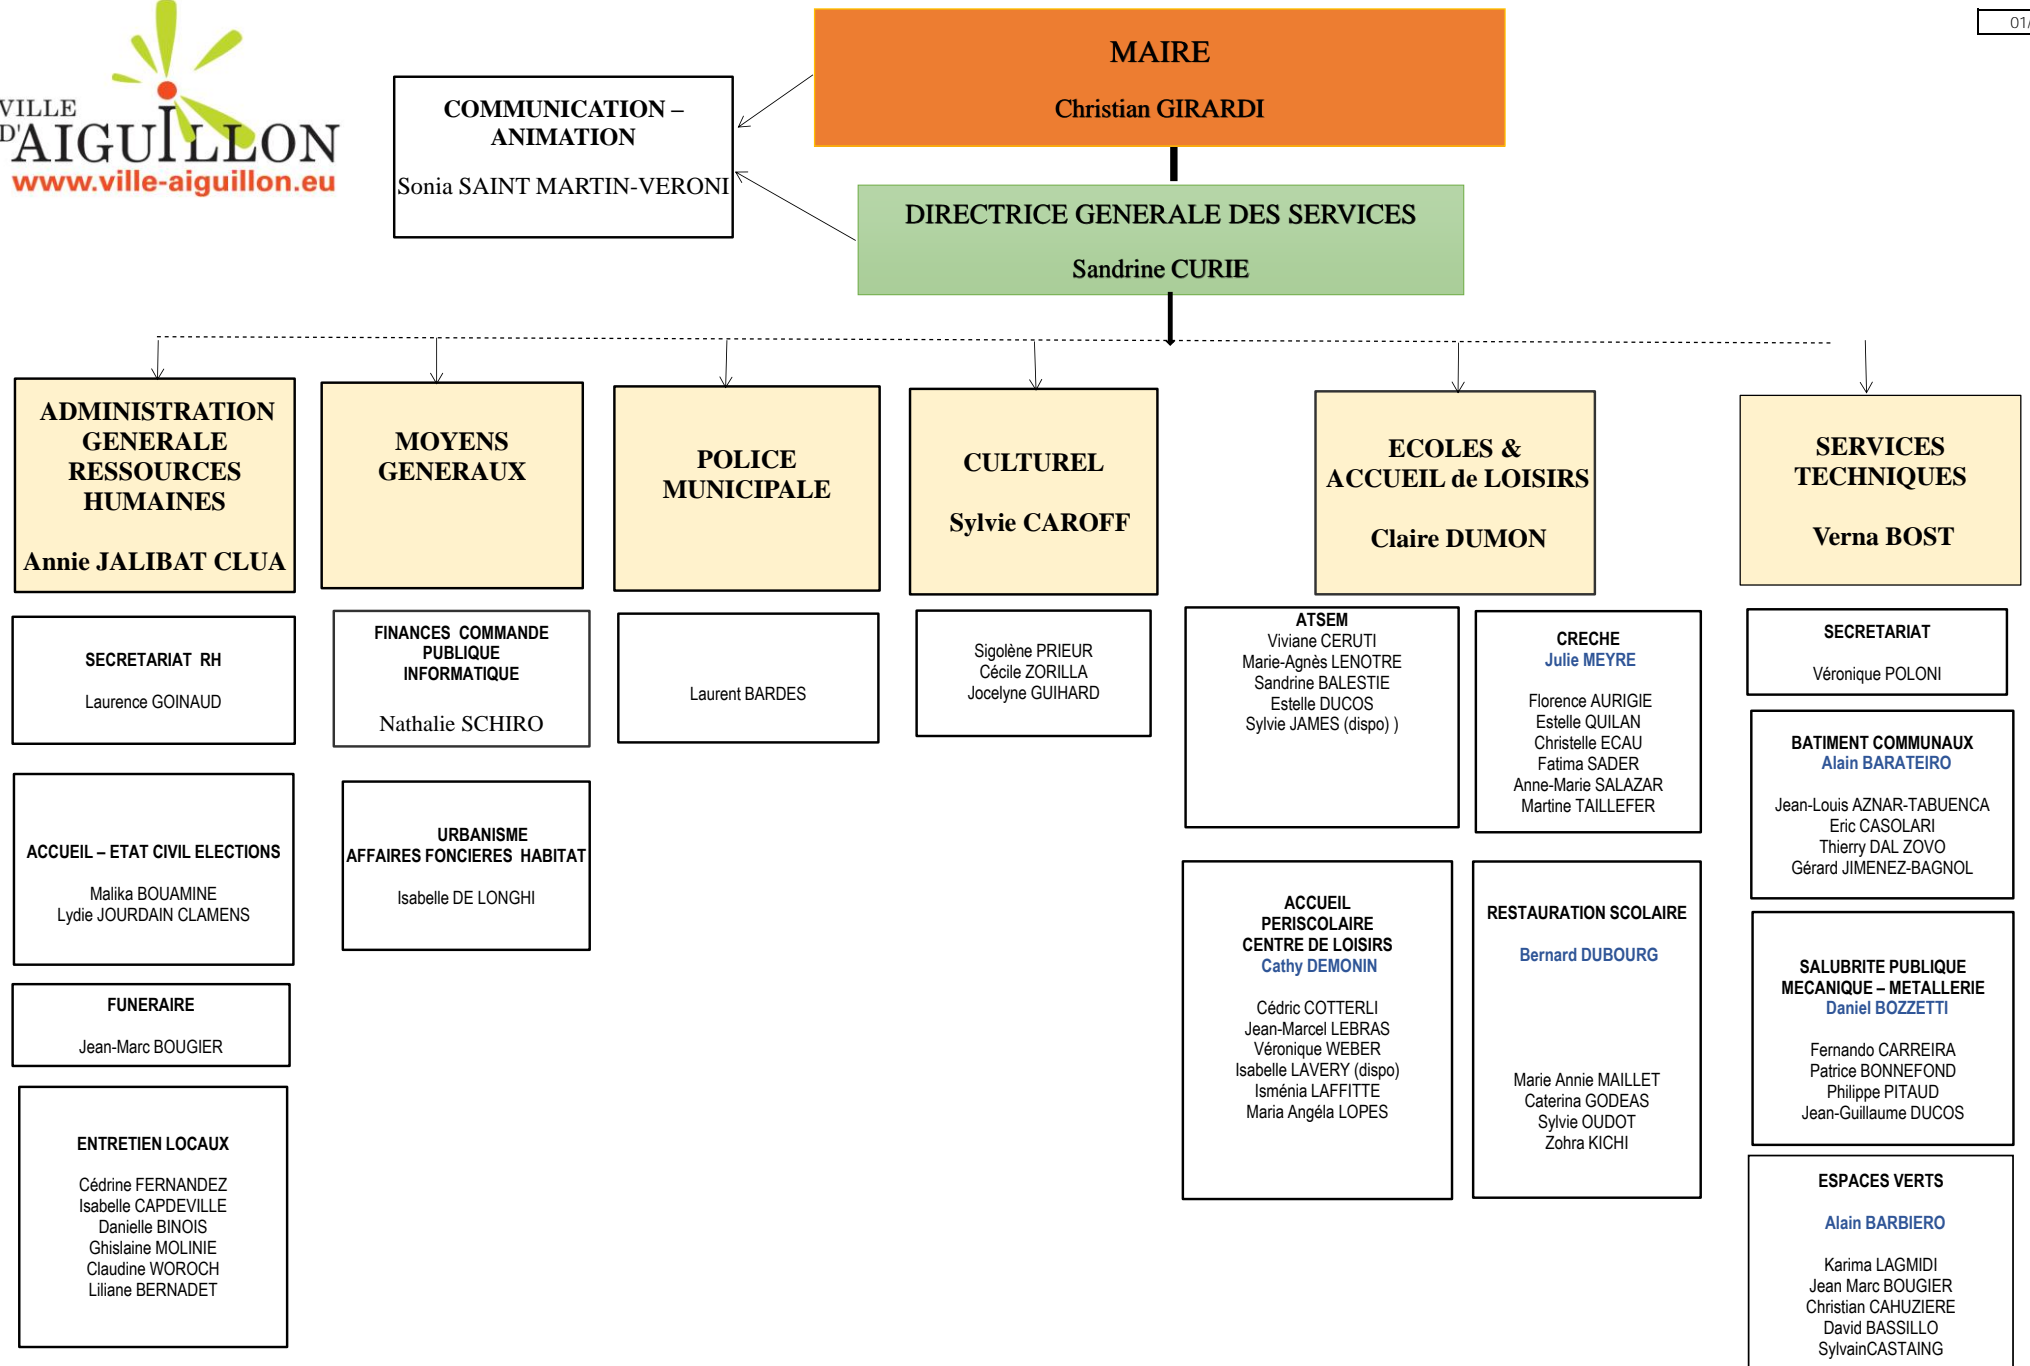 VILLE
D'AIGUILLON
www.ville-aiguillon.eu
01/
MAIRE
Christian GIRARDI
COMMUNICATION –
ANIMATION
Sonia SAINT MARTIN-VERONI
DIRECTRICE GENERALE DES SERVICES
Sandrine CURIE
ADMINISTRATION
GENERALE
RESSOURCES
HUMAINES
Annie JALIBAT CLUA
SECRETARIAT RH
Laurence GOINAUD
ACCUEIL – ETAT CIVIL ELECTIONS
Malika BOUAMINE
Lydie JOURDAIN CLAMENS
FUNERAIRE
Jean-Marc BOUGIER
ENTRETIEN LOCAUX
Cédrine FERNANDEZ
Isabelle CAPDEVILLE
Danielle BINOIS
Ghislaine MOLINIE
Claudine WOROCH
Liliane BERNADET
MOYENS
GENERAUX
FINANCES COMMANDE
PUBLIQUE
INFORMATIQUE
Nathalie SCHIRO
URBANISME
AFFAIRES FONCIERES HABITAT
Isabelle DE LONGHI
POLICE
MUNICIPALE
Laurent BARDES
CULTUREL
Sylvie CAROFF
Sigolène PRIEUR
Cécile ZORILLA
Jocelyne GUIHARD
ECOLES &
ACCUEIL de LOISIRS
Claire DUMON
ATSEM
Viviane CERUTI
Marie-Agnès LENOTRE
Sandrine BALESTIE
Estelle DUCOS
Sylvie JAMES (dispo) )
CRECHE
Julie MEYRE
Florence AURIGIE
Estelle QUILAN
Christelle ECAU
Fatima SADER
Anne-Marie SALAZAR
Martine TAILLEFER
ACCUEIL
PERISCOLAIRE
CENTRE DE LOISIRS
Cathy DEMONIN
Cédric COTTERLI
Jean-Marcel LEBRAS
Véronique WEBER
Isabelle LAVERY (dispo)
Isménia LAFFITTE
Maria Angéla LOPES
RESTAURATION SCOLAIRE
Bernard DUBOURG
Marie Annie MAILLET
Caterina GODEAS
Sylvie OUDOT
Zohra KICHI
SERVICES
TECHNIQUES
Verna BOST
SECRETARIAT
Véronique POLONI
BATIMENT COMMUNAUX
Alain BARATEIRO
Jean-Louis AZNAR-TABUENCA
Eric CASOLARI
Thierry DAL ZOVO
Gérard JIMENEZ-BAGNOL
SALUBRITE PUBLIQUE
MECANIQUE – METALLERIE
Daniel BOZZETTI
Fernando CARREIRA
Patrice BONNEFOND
Philippe PITAUD
Jean-Guillaume DUCOS
ESPACES VERTS
Alain BARBIERO
Karima LAGMIDI
Jean Marc BOUGIER
Christian CAHUZIERE
David BASSILLO
SylvainCASTAING